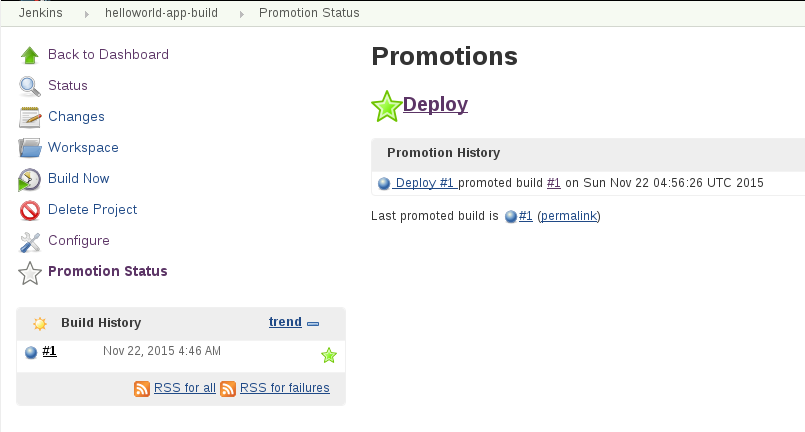 Jenkins helloworld-app-build Promotion Status
Back to Dashboard
Status
Changes
Workspace
Build Now
Delete Project
Configure
Promotion Status
Build History trend
#1 Nov 22, 2015 4:46 AM
RSS for all RSS for failures
Promotions
Deploy
Promotion History
Deploy #1 promoted build #1 on Sun Nov 22 04:56:26 UTC 2015
Last promoted build is #1 (permalink)